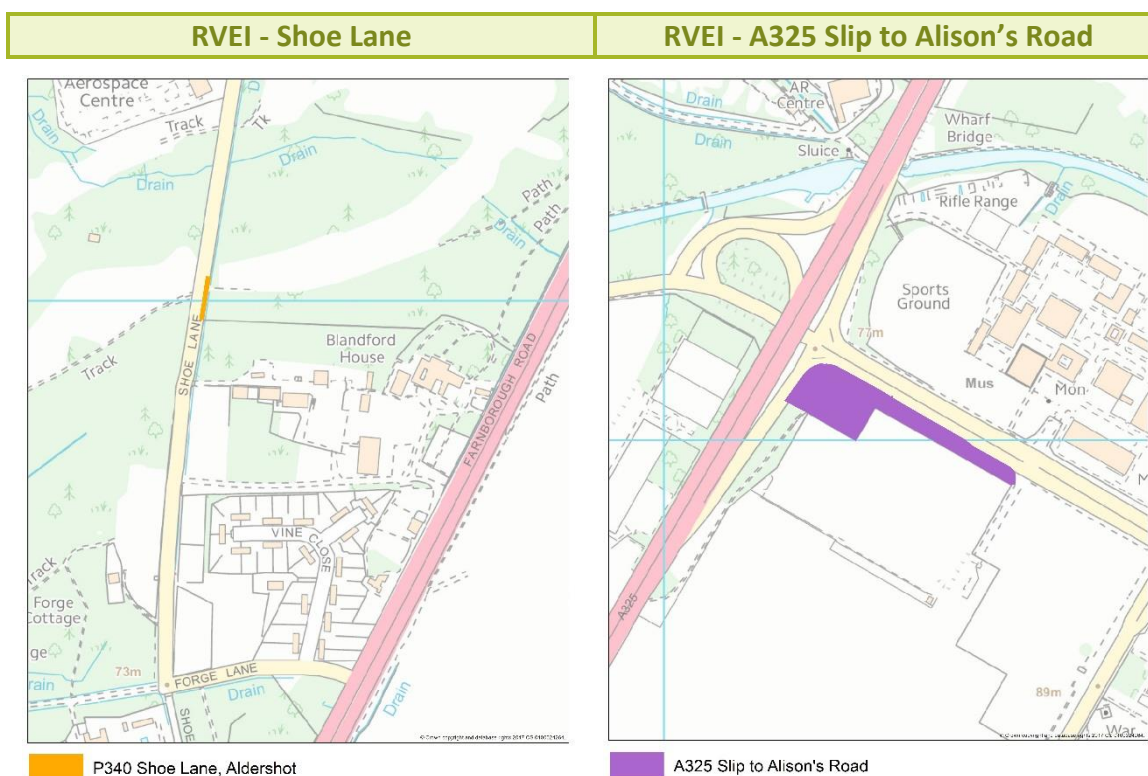 RVEI - Shoe Lane
RVEI - A325 Slip to Alison’s Road
Aerospace
Centre
Track
Tk
D
Drain
Drain
Drain
Path
Path
Drain
SHOE LANE
Track
Blandford
House
FARNBOROUGH ROAD
Path
VINE CLOSE
Track
Forge
Cottage
73m
FORGE LANE
Drain
Drain
SHOE
P340 Shoe Lane, Aldershot
AR
Centre
Drain
Drain
Sluice
Wharf
Bridge
Rifle Range
Drain
Sports
Ground
77m
Mus
Mon
A325
89m
War
A325 Slip to Alison's Road